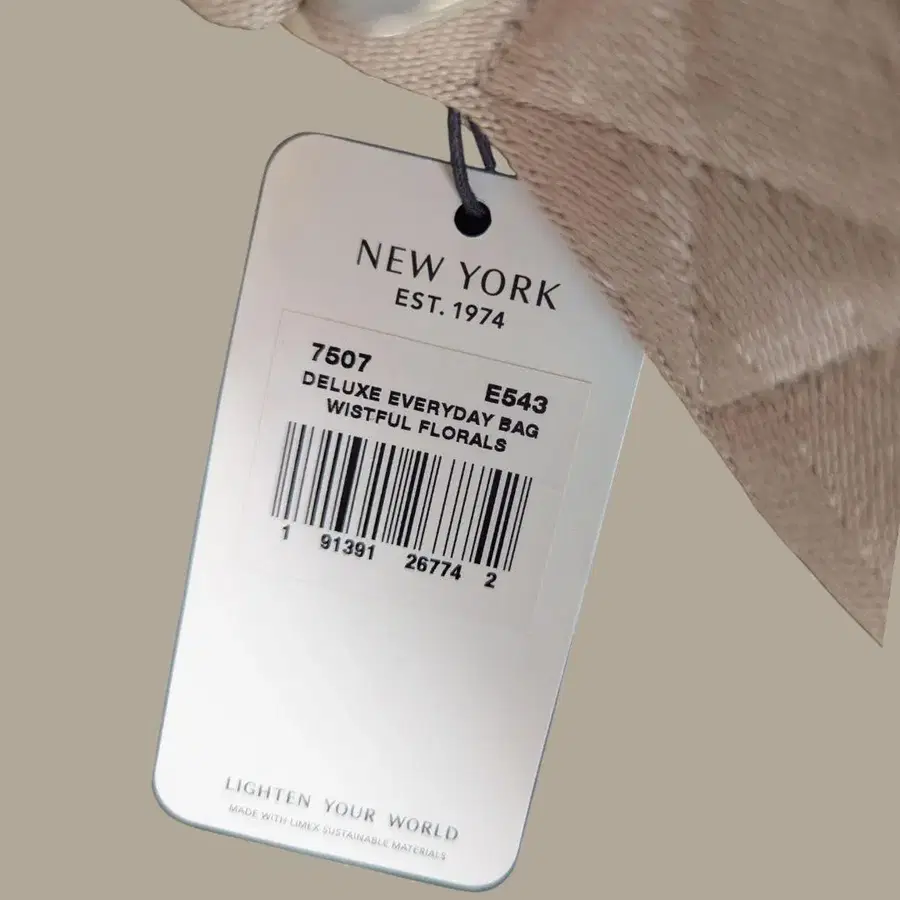 NEW YORK
EST. 1974
7507 E543
DELUXE EVERYDAY BAG
WISTFUL FLORALS
1 91391 26774 2
LIGHTEN YOUR WORLD
MADE WITH LIMEX SUSTAINABLE MATERIALS